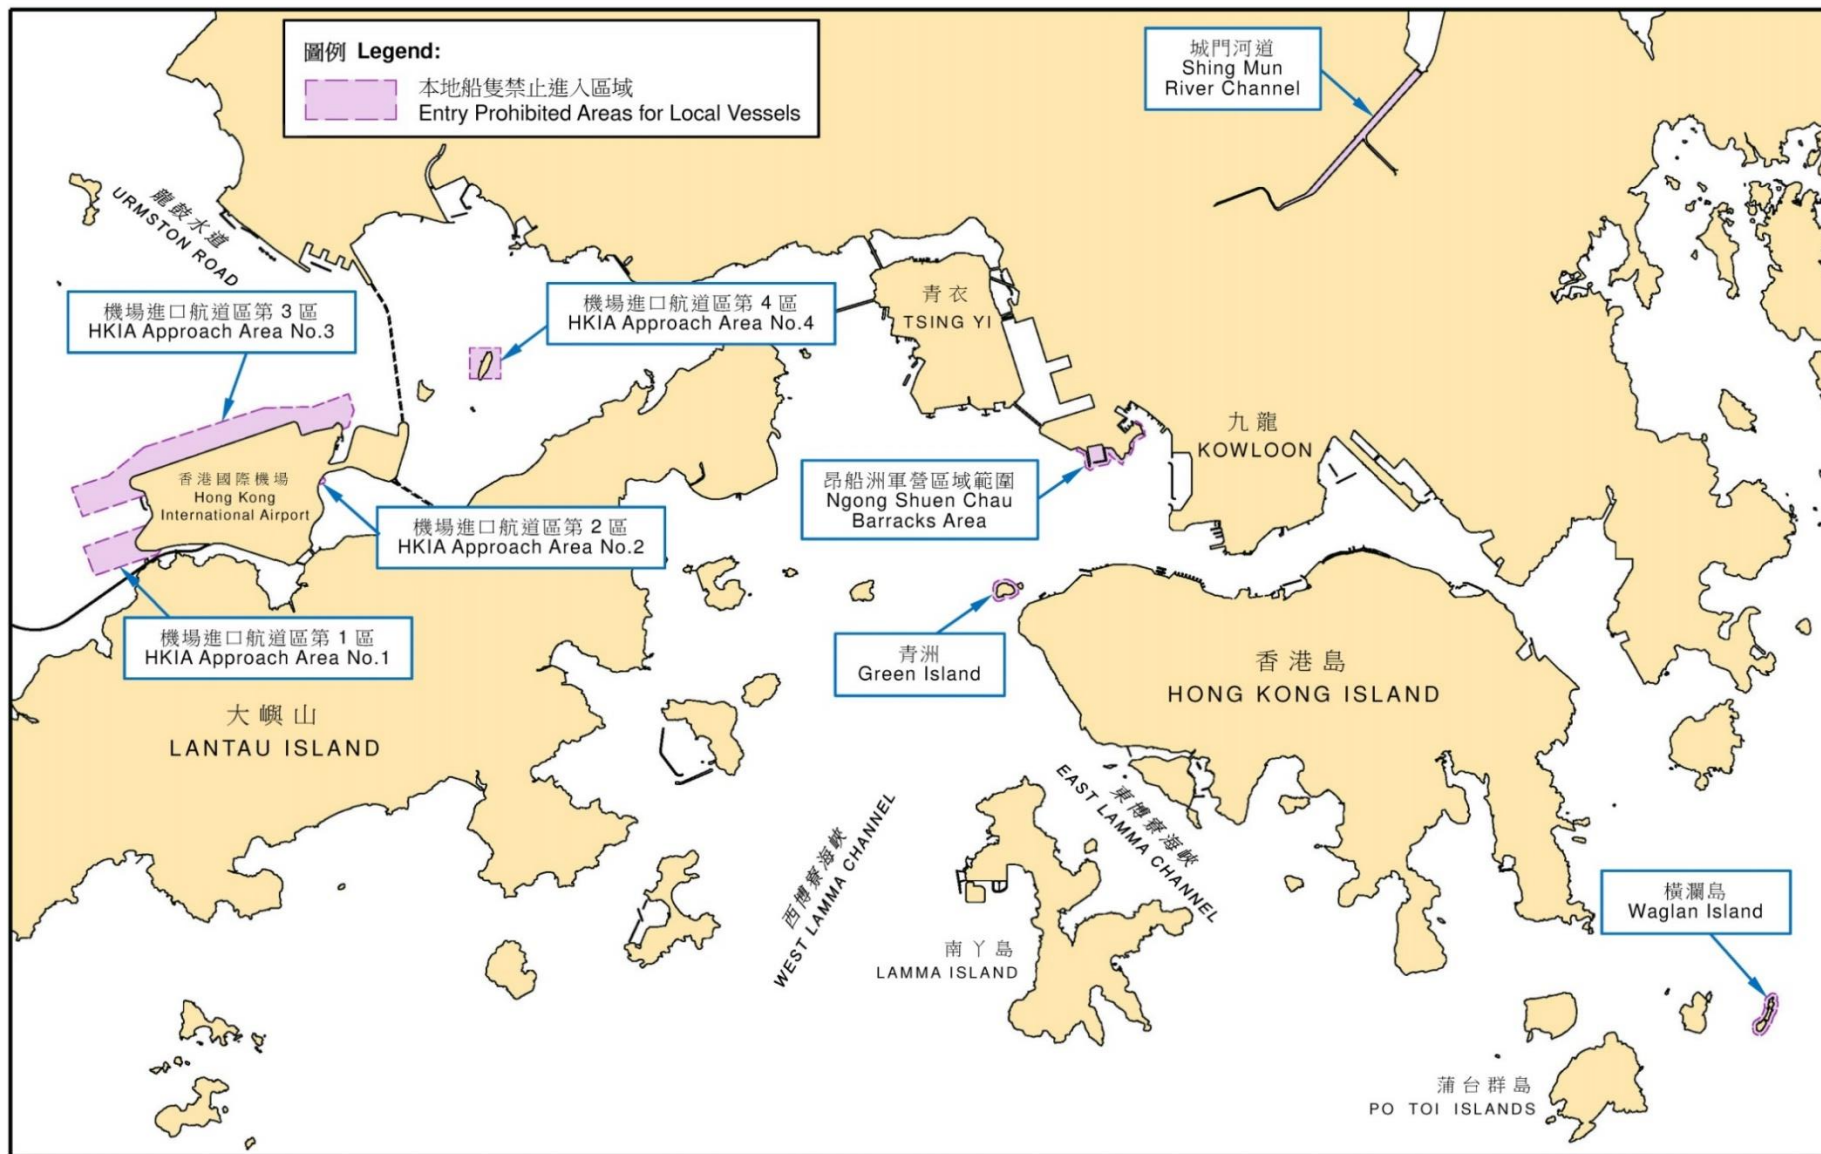 圖例 Legend:
本地船隻禁止進入區域
Entry Prohibited Areas for Local Vessels
城門河道
Shing Mun
River Channel
龍鼓水道
URMSTON ROAD
機場進口航道區第 3 區
HKIA Approach Area No.3
機場進口航道區第 4 區
HKIA Approach Area No.4
青衣
TSING YI
九龍
KOWLOON
香港國際機場
Hong Kong
International Airport
昂船洲軍營區域範圍
Ngong Shuen Chau
Barracks Area
機場進口航道區第 2 區
HKIA Approach Area No.2
機場進口航道區第 1 區
HKIA Approach Area No.1
青洲
Green Island
香港島
HONG KONG ISLAND
大嶼山
LANTAU ISLAND
西博寮海峽
WEST LAMMA CHANNEL
東博寮海峽
EAST LAMMA CHANNEL
橫瀾島
Waglan Island
南丫島
LAMMA ISLAND
蒲台群島
PO TOI ISLANDS